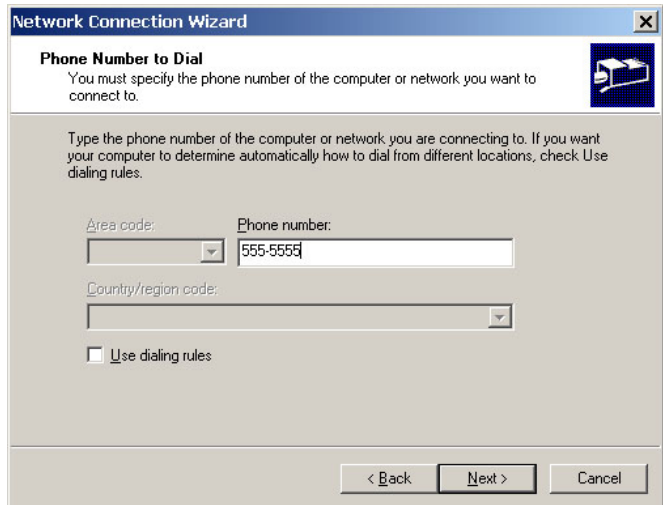 Network Connection Wizard
Phone Number to Dial
You must specify the phone number of the computer or network you want to
connect to.
Type the phone number of the computer or network you are connecting to. If you want
your computer to determine automatically how to dial from different locations, check Use
dialing rules.
Area code: Phone number:
555-5555
Country/region code:
Use dialing rules
< Back Next > Cancel